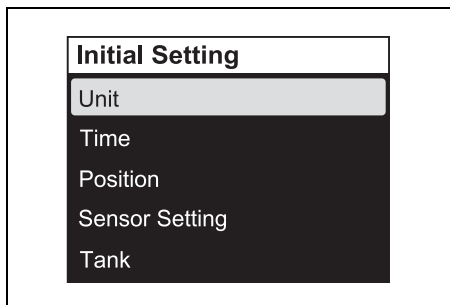 Initial Setting
Unit
Time
Position
Sensor Setting
Tank